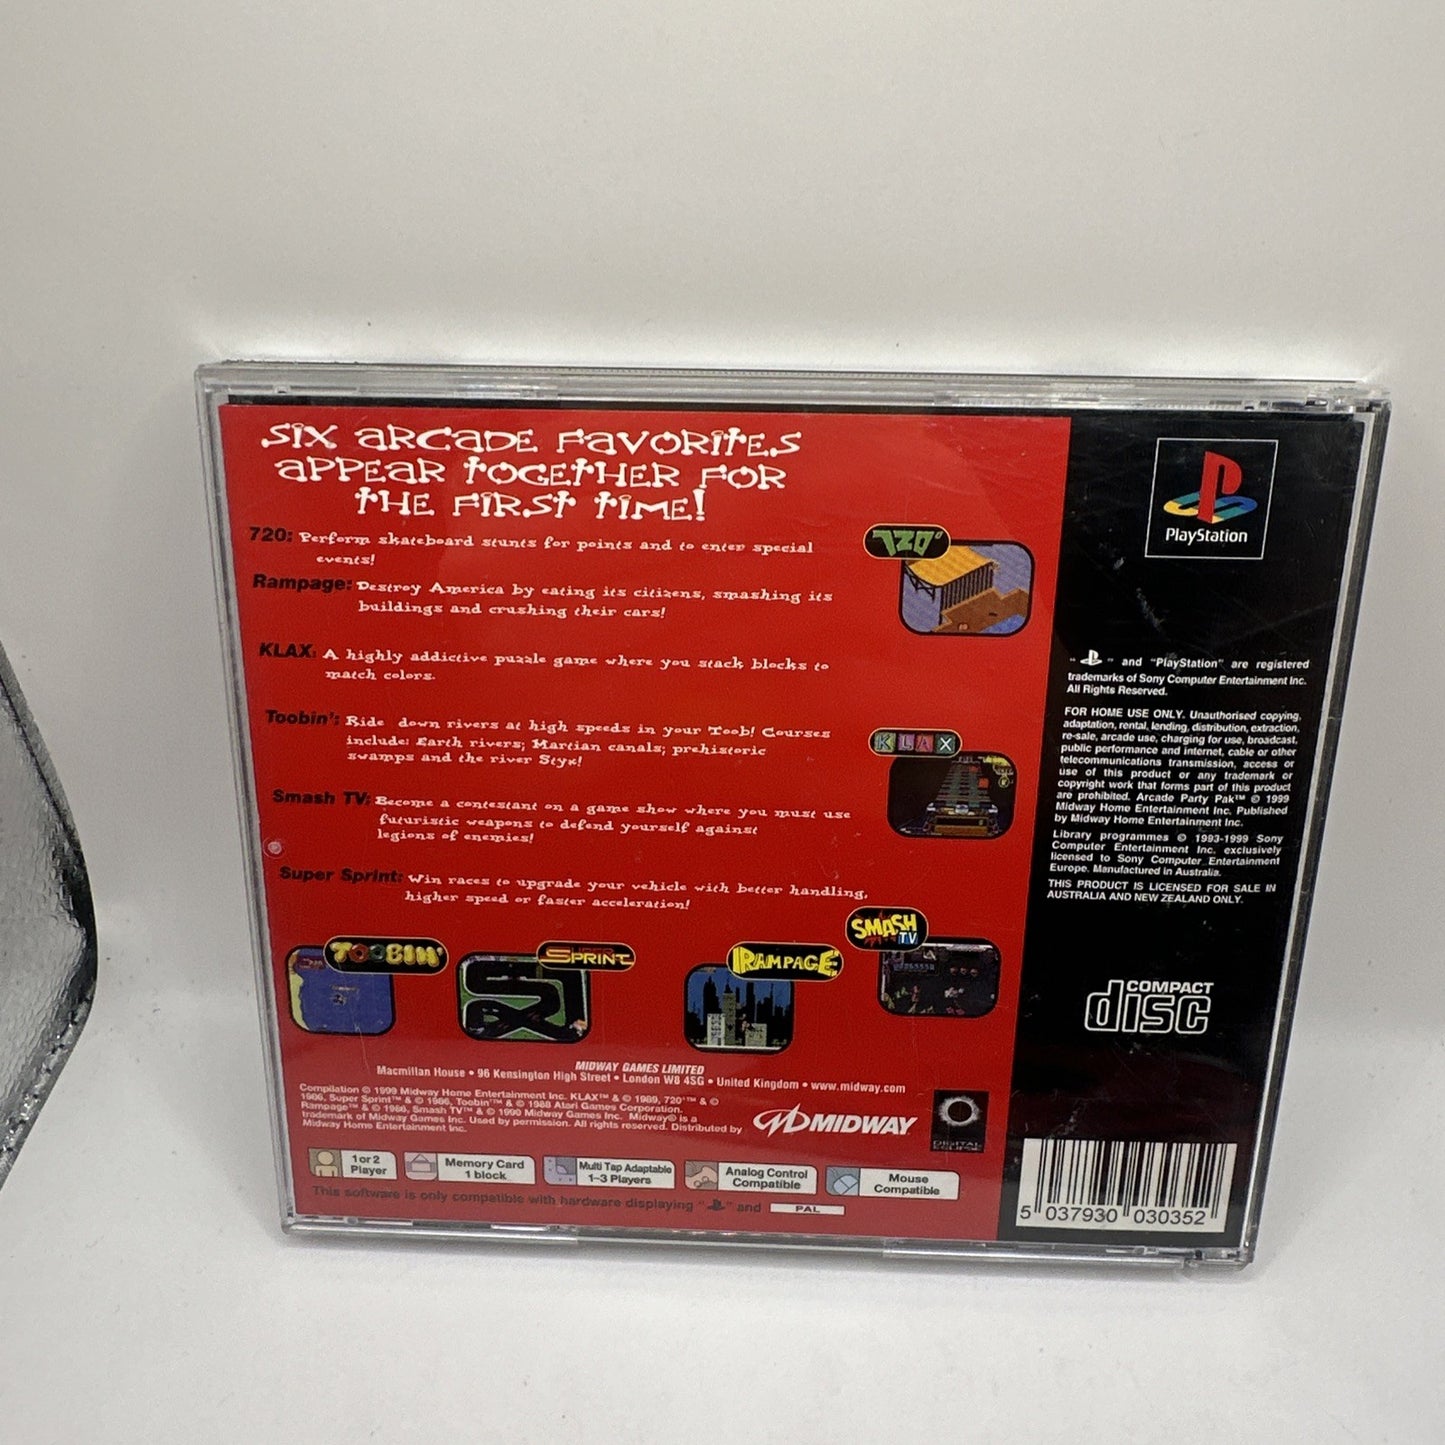 SIX ARCADE FAVORITES
APPEAR TOGETHER FOR
THE FIRST TIME!
720: Perform skateboard stunts for points and to enter special
events!
Rampage: Destroy America by eating its citizens, smashing its
buildings and crushing their cars!
KLAX: A highly addictive puzzle game where you stack blocks to
match colors.
Toobin': Ride down rivers at high speeds in your Toob! Courses
include: Earth rivers; Martian canals; prehistoric
swamps and the river Styx!
Smash TV: Become a contestant on a game show where you must use
futuristic weapons to defend yourself against
legions of enemies!
Super Sprint: Win races to upgrade your vehicle with better handling,
higher speed or faster acceleration!
720°
KLAX
SMASH
TV
TOOBIN'
SUPER
SPRINT
RAMPAGE
MIDWAY GAMES LIMITED
Macmillan House • 96 Kensington High Street • London W8 4SG • United Kingdom • www.midway.com
Compilation © 1999 Midway Home Entertainment Inc. KLAX™ & © 1989, 720°™ & ©
1986, Super Sprint™ & © 1986, Toobin'™ & © 1988 Atari Games Corporation.
Rampage™ & © 1986, Smash TV™ & © 1990 Midway Games Inc. Midway® is a
trademark of Midway Games Inc. Used by permission. All rights reserved. Distributed by
Midway Home Entertainment Inc.
MIDWAY
DIGITAL
ECLIPSE
1 or 2
Player
Memory Card
1 block
Multi Tap Adaptable
1-3 Players
Analog Control
Compatible
Mouse
Compatible
This software is only compatible with hardware displaying " " and PAL
PlayStation
" " and "PlayStation" are registered
trademarks of Sony Computer Entertainment Inc.
All Rights Reserved.
FOR HOME USE ONLY. Unauthorised copying,
adaptation, rental, lending, distribution, extraction,
re-sale, arcade use, charging for use, broadcast,
public performance and internet, cable or other
telecommunications transmission, access or
use of this product or any trademark or
copyright work that forms part of this product
are prohibited. Arcade Party Pak™ © 1999
Midway Home Entertainment Inc. Published
by Midway Home Entertainment Inc.
Library programmes © 1993-1999 Sony
Computer Entertainment Inc. exclusively
licensed to Sony Computer Entertainment
Europe. Manufactured in Australia.
THIS PRODUCT IS LICENSED FOR SALE IN
AUSTRALIA AND NEW ZEALAND ONLY.
COMPACT
disc
5 037930 030352